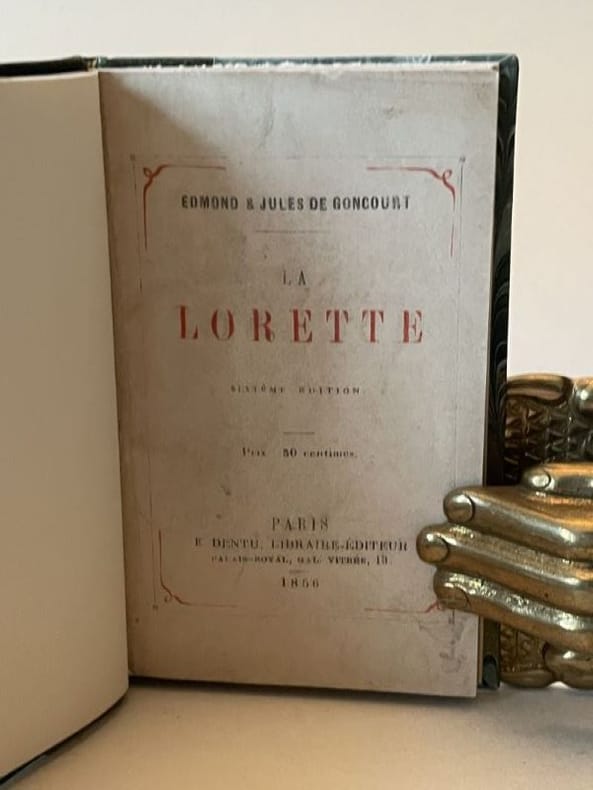 EDMOND & JULES DE GONCOURT
LA
LORETTE
SIXIÈME ÉDITION
Prix 50 centimes.
PARIS
E. DENTU, LIBRAIRE-ÉDITEUR
PALAIS-ROYAL, GAL. VITRÉE, 13.
1856